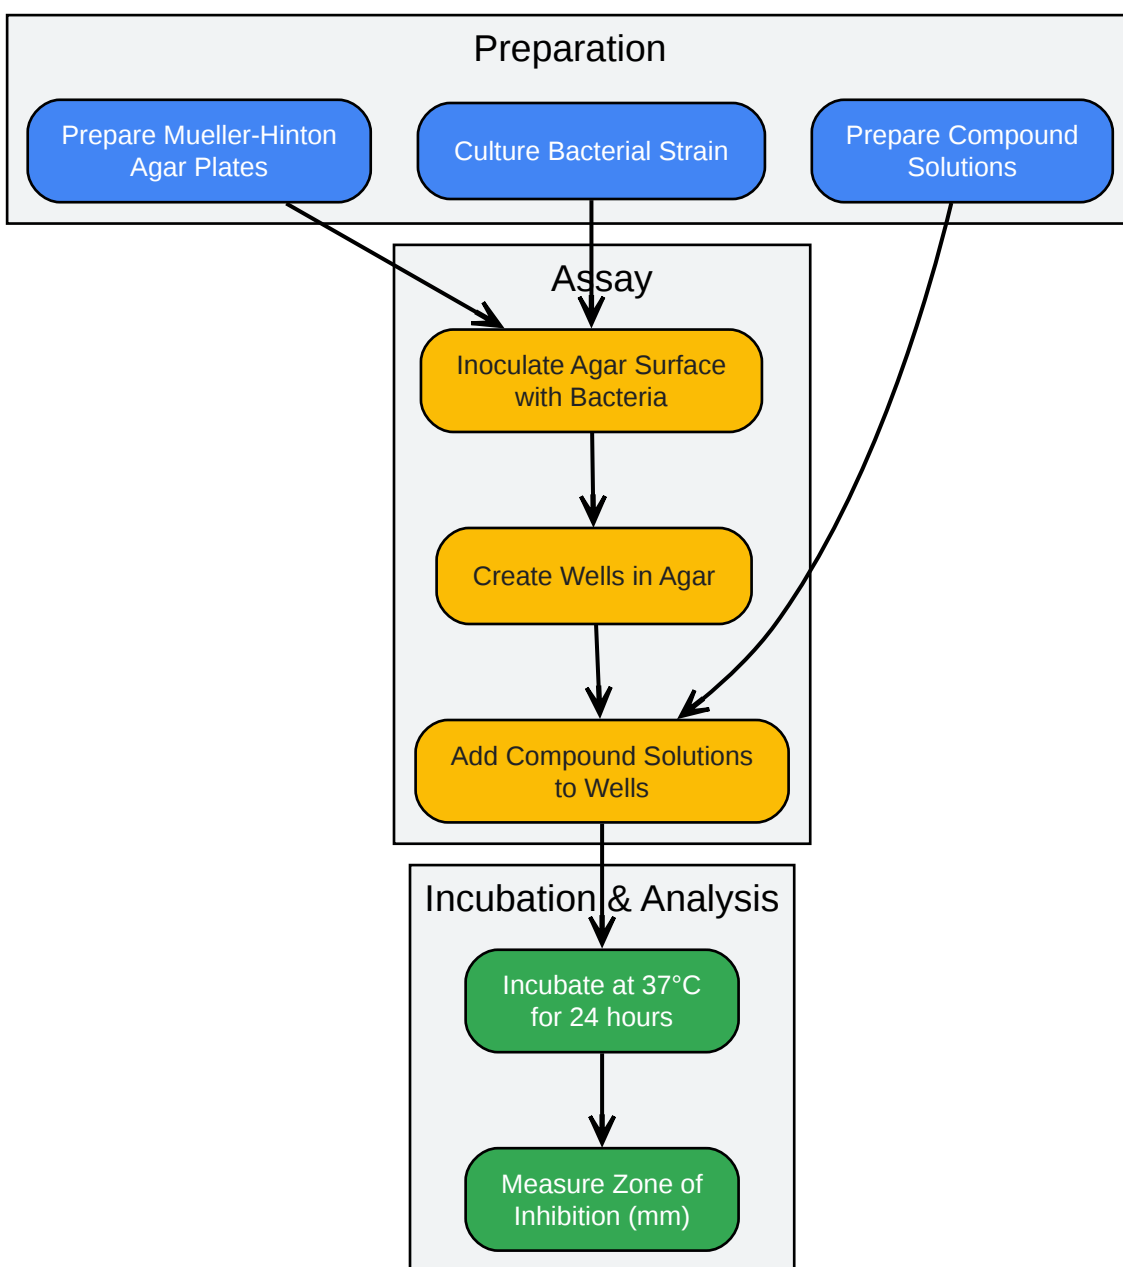 Preparation
Prepare Mueller-Hinton
Agar Plates
Culture Bacterial Strain
Prepare Compound
Solutions
Assay
Inoculate Agar Surface
with Bacteria
Create Wells in Agar
Add Compound Solutions
to Wells
Incubation & Analysis
Incubate at 37°C
for 24 hours
Measure Zone of
Inhibition (mm)